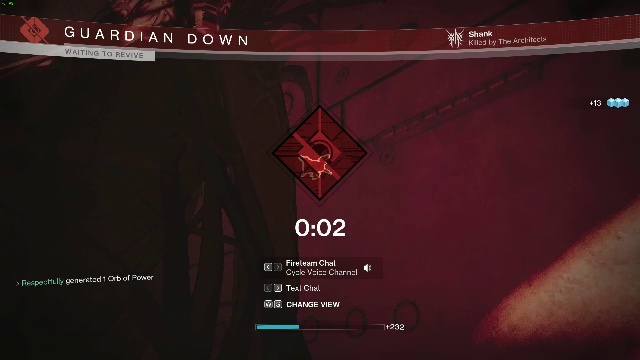 GUARDIAN DOWN
WAITING TO REVIVE
Shank
Killed by The Architects
+13
0:02
Fireteam Chat
Cycle Voice Channel
Text Chat
CHANGE VIEW
> Respectfully generated 1 Orb of Power
+232